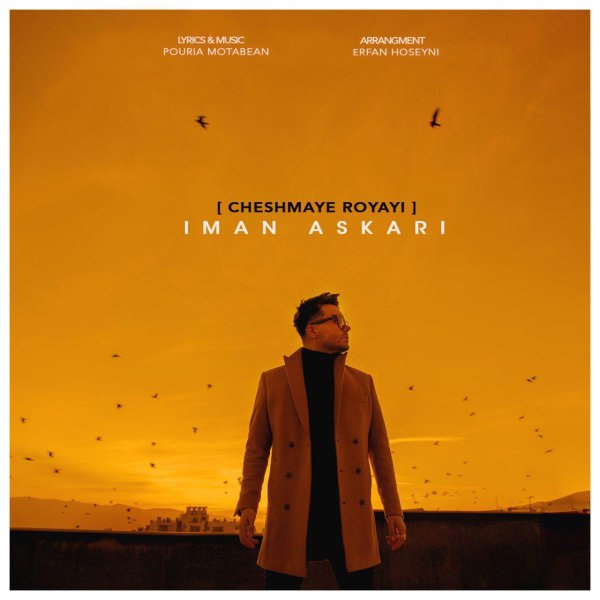 LYRICS & MUSIC
POURIA MOTABEAN
ARRANGMENT
ERFAN HOSEYNI
[ CHESHMAYE ROYAYI ]
IMAN ASKARI